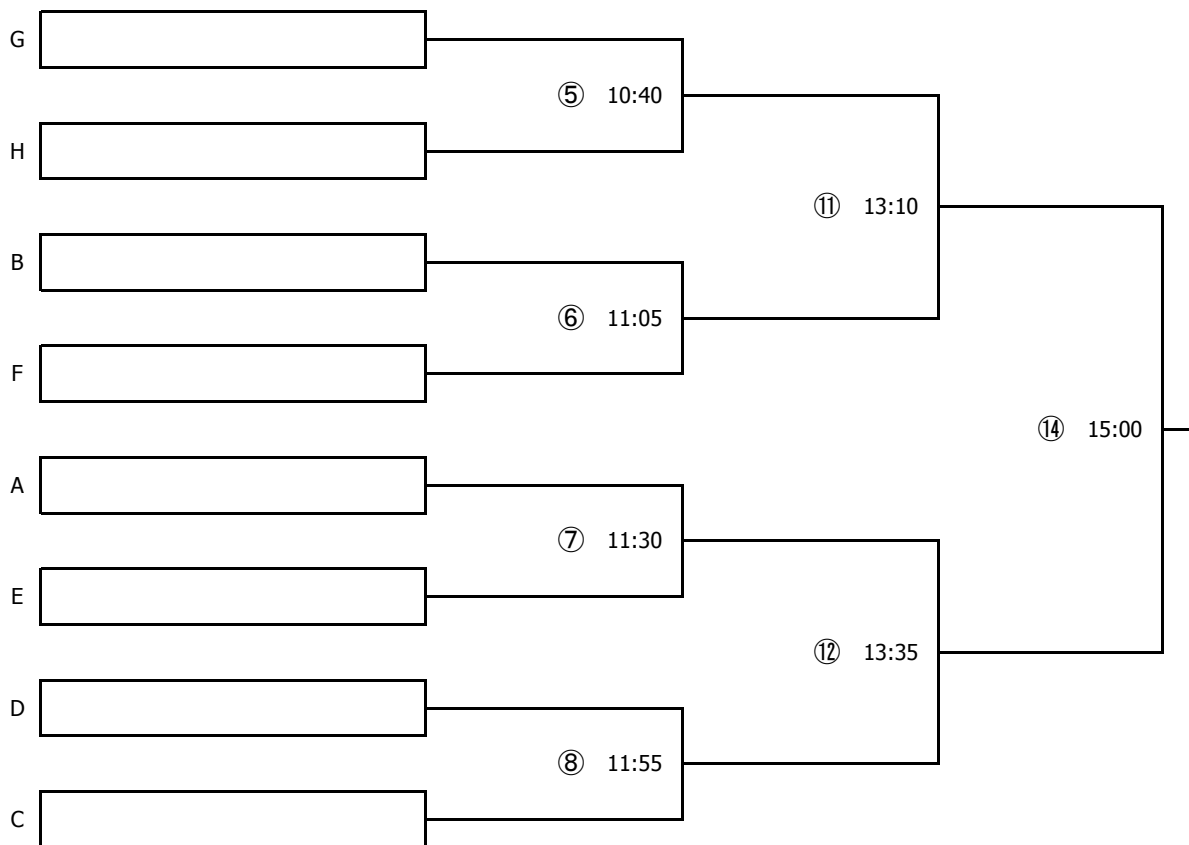 G
⑤ 10:40
H
⑪ 13:10
B
⑥ 11:05
F
⑭ 15:00
A
⑦ 11:30
E
⑫ 13:35
D
⑧ 11:55
C